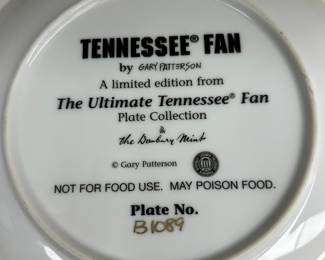 TENNESSEE® FAN
by GARY PATTERSON
A limited edition from
The Ultimate Tennessee® Fan
Plate Collection
the Danbury Mint
© Gary Patterson
NOT FOR FOOD USE. MAY POISON FOOD.
Plate No.
B1089